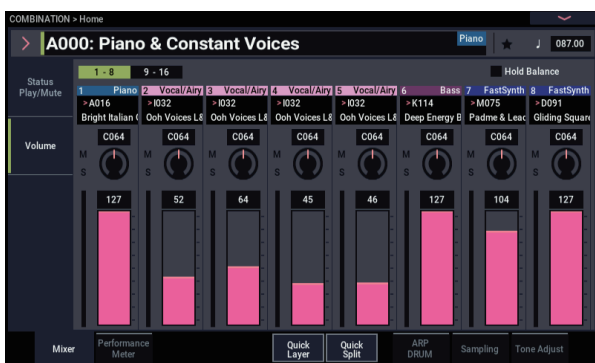 COMBINATION > Home
A000: Piano & Constant Voices
Piano
♩ 087.00
Status
Play/Mute
Volume
1 - 8
9 - 16
Hold Balance
1 Piano
2 Vocal/Airy
3 Vocal/Airy
4 Vocal/Airy
5 Vocal/Airy
6 Bass
7 FastSynth
8 FastSynth
>A016
>I032
>I032
>I032
>I032
>K114
>M075
>D091
Bright Italian
Ooh Voices L&
Ooh Voices L&
Ooh Voices L&
Ooh Voices L&
Deep Energy B
Padme & Lead
Gliding Square
C064
C064
C064
C064
C064
C064
C064
C064
M M M M M M M M
S S S S S S S S
127
52
64
45
46
127
104
127
Mixer
Performance
Meter
Quick
Layer
Quick
Split
ARP
DRUM
Sampling
Tone Adjust